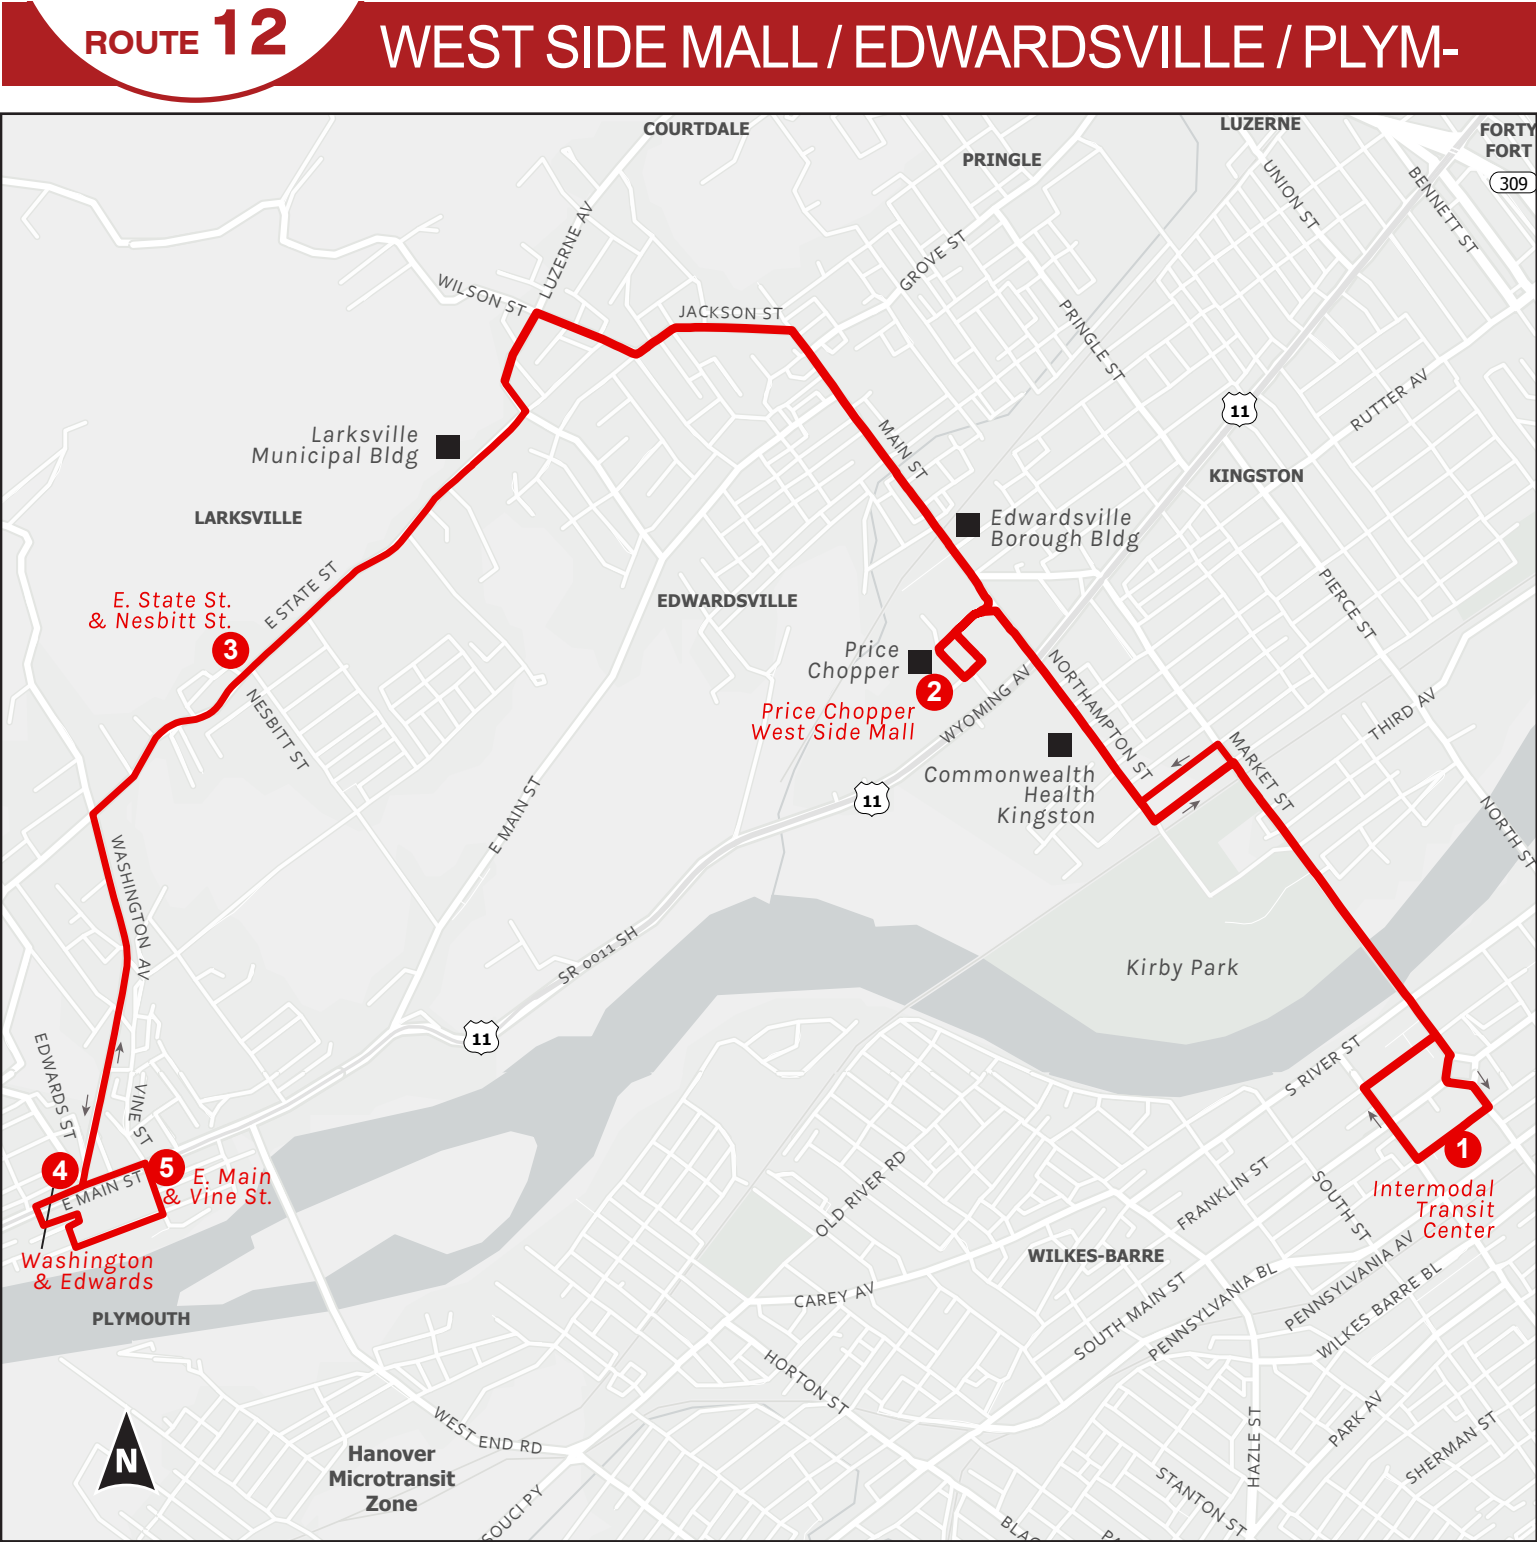 ROUTE 12
WEST SIDE MALL / EDWARDSVILLE / PLYM-
COURTDALE
LUZERNE
FORTY
FORT
PRINGLE
309
UNION ST
BENNETT ST
LUZERNE AV
GROVE ST
WILSON ST
JACKSON ST
PRINGLE ST
RUTTER AV
11
MAIN ST
Larksville
Municipal Bldg
KINGSTON
LARKSVILLE
Edwardsville
Borough Bldg
E STATE ST
PIERCE ST
E. State St.
& Nesbitt St.
3
EDWARDSVILLE
Price
Chopper
2
Price Chopper
West Side Mall
NORTHAMPTON ST
WYOMING AV
NESBITT ST
THIRD AV
MARKET ST
Commonwealth
Health
Kingston
11
E MAIN ST
NORTH ST
WASHINGTON AV
SR 0011 SH
Kirby Park
11
EDWARDS ST
VINE ST
S RIVER ST
4
5
E. Main
& Vine St.
E MAIN ST
1
Intermodal
Transit
Center
OLD RIVER RD
FRANKLIN ST
SOUTH ST
Washington
& Edwards
WILKES-BARRE
PENNSYLVANIA AV
PLYMOUTH
CAREY AV
SOUTH MAIN ST
PENNSYLVANIA BL
WILKES BARRE BL
HORTON ST
WEST END RD
PARK AV
HAZLE ST
SHERMAN ST
N
Hanover
Microtransit
Zone
STANTON ST
SOUCI PY
BLAC
PA